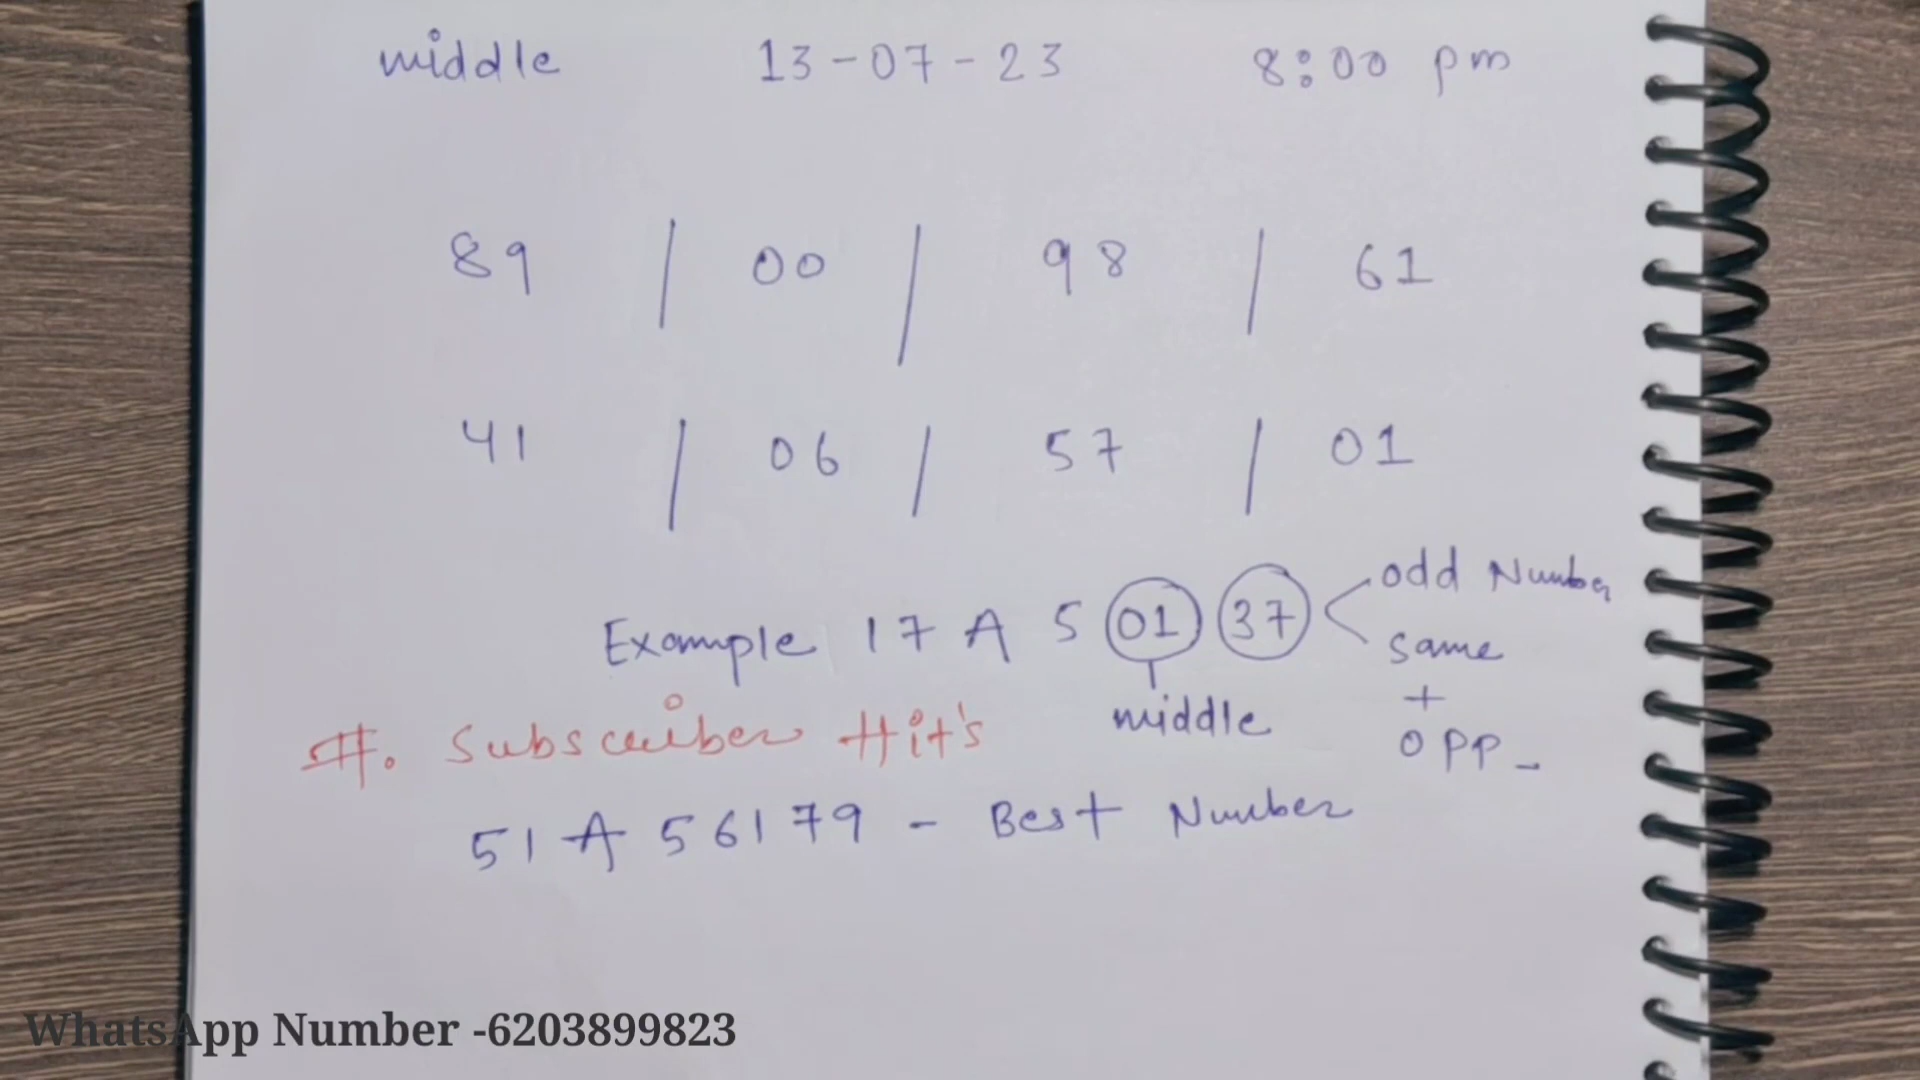 middle 13-07-23 8:00 pm
89 / 00 / 98 / 61
41 / 06 / 57 / 01
Example 17 A 5 01 37 < odd Number
same
+
middle
opp -
#. Subscriber Hit's
51 A 56179 - Best Number
WhatsApp Number -6203899823